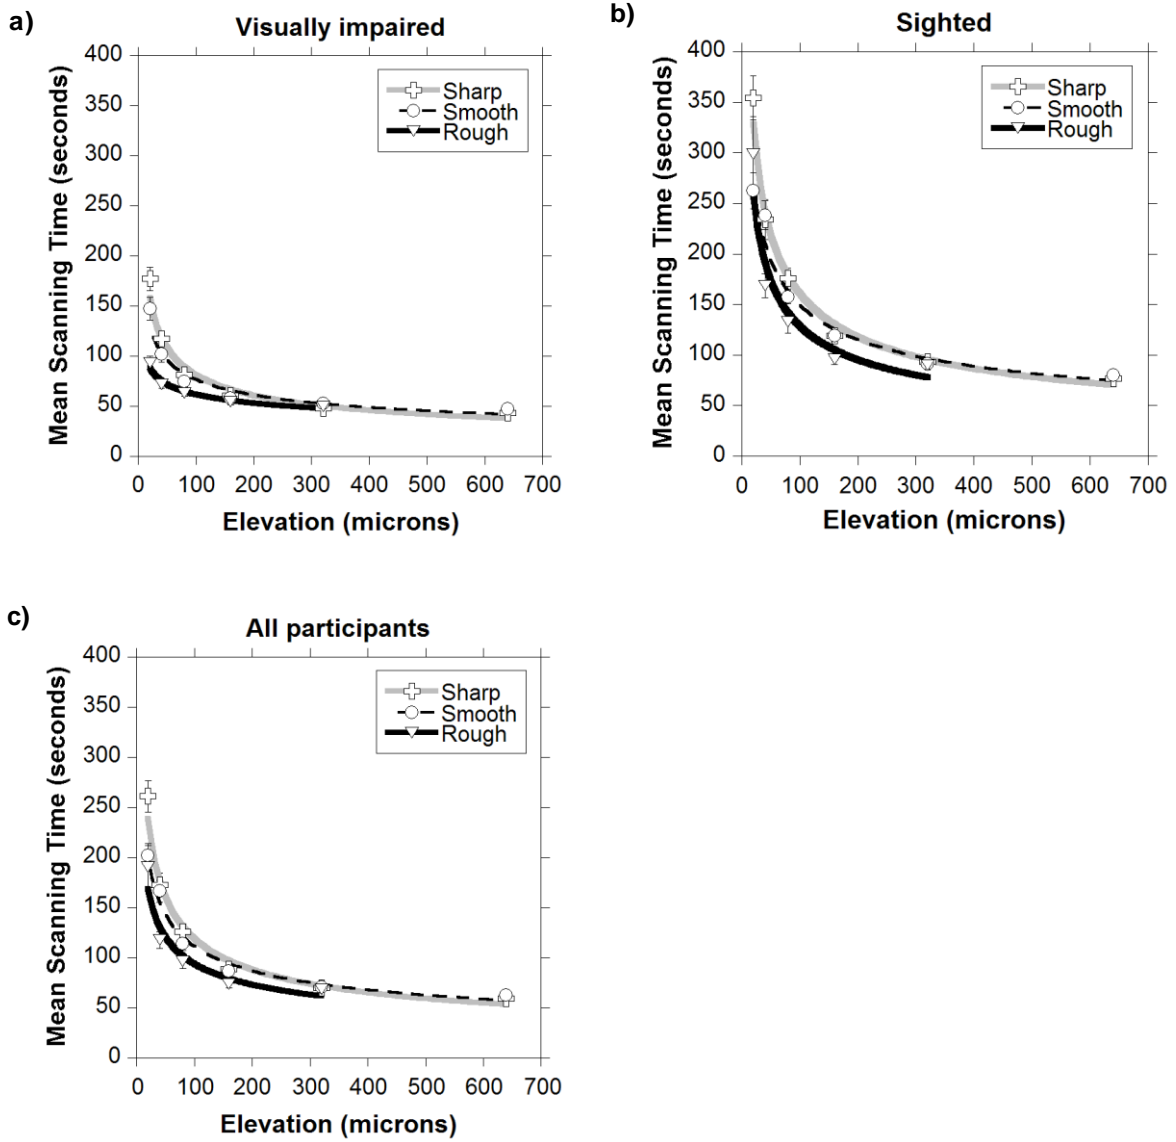 a)
Visually impaired
400
350
300
250
200
150
100
50
0
Mean Scanning Time (seconds)
Sharp
Smooth
Rough
0 100 200 300 400 500 600 700
Elevation (microns)
b)
Sighted
400
350
300
250
200
150
100
50
0
Mean Scanning Time (seconds)
Sharp
Smooth
Rough
0 100 200 300 400 500 600 700
Elevation (microns)
c)
All participants
400
350
300
250
200
150
100
50
0
Mean Scanning Time (seconds)
Sharp
Smooth
Rough
0 100 200 300 400 500 600 700
Elevation (microns)